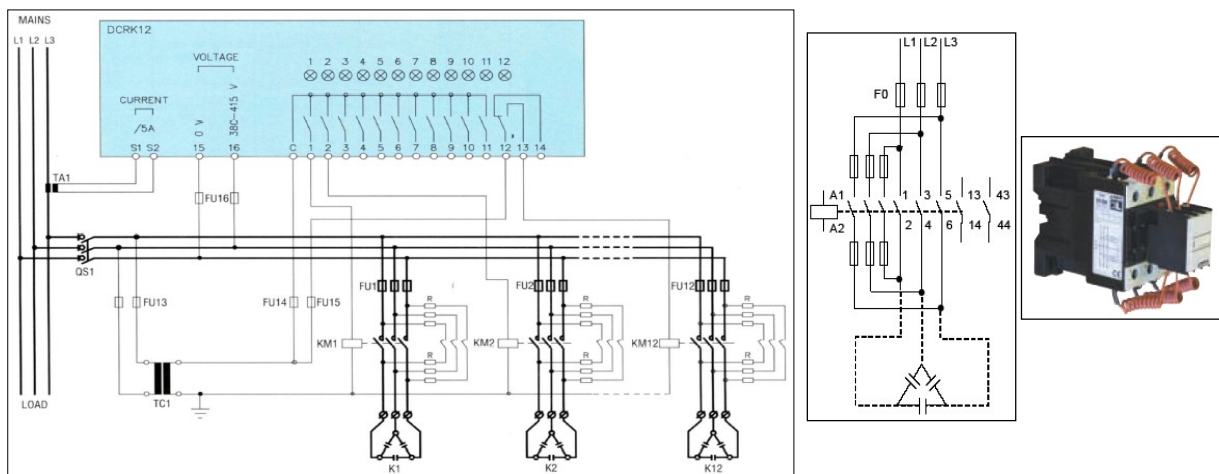 MAINS
L1 L2 L3
DCRK12
VOLTAGE
CURRENT
/5A
0 V
380-415 V
1 2 3 4 5 6 7 8 9 10 11 12
S1 S2
15 16
C 1 2 3 4 5 6 7 8 9 10 11 12 13 14
TA1
FU16
QS1
FU13
FU14
FU15
FU1
FU2
FU12
R
R
R
R
R
R
KM1
KM2
KM12
TC1
LOAD
K1
K2
K12
L1 L2 L3
F0
A1 1 3 5 13 43
A2 2 4 6 14 44